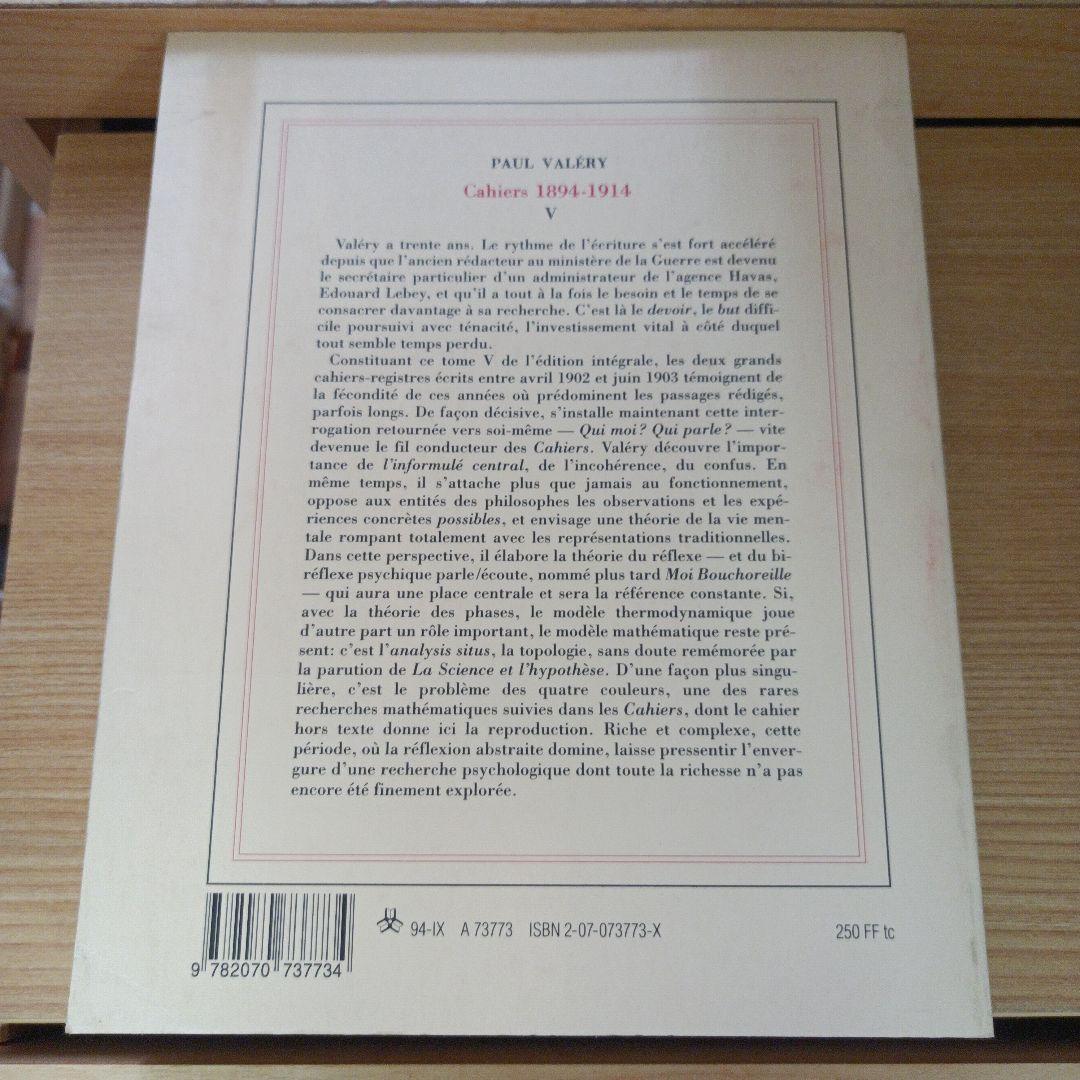 PAUL VALÉRY
Cahiers 1894-1914
V
Valéry a trente ans. Le rythme de l'écriture s'est fort accéléré
depuis que l'ancien rédacteur au ministère de la Guerre est devenu
le secrétaire particulier d'un administrateur de l'agence Havas,
Edouard Lebey, et qu'il a tout à la fois le besoin et le temps de se
consacrer davantage à sa recherche. C'est là le devoir, le but diffi-
cile poursuivi avec ténacité, l'investissement vital à côté duquel
tout semble temps perdu.
Constituant ce tome V de l'édition intégrale, les deux grands
cahiers-registres écrits entre avril 1902 et juin 1903 témoignent de
la fécondité de ces années où prédominent les passages rédigés,
parfois longs. De façon décisive, s'installe maintenant cette inter-
rogation retournée vers soi-même — Qui moi? Qui parle? — vite
devenue le fil conducteur des Cahiers. Valéry découvre l'impor-
tance de l'informulé central, de l'incohérence, du confus. En
même temps, il s'attache plus que jamais au fonctionnement,
oppose aux entités des philosophes les observations et les expé-
riences concrètes possibles, et envisage une théorie de la vie men-
tale rompant totalement avec les représentations traditionnelles.
Dans cette perspective, il élabore la théorie du réflexe — et du bi-
réflexe psychique parle/écoute, nommé plus tard Moi Bouchoreille
— qui aura une place centrale et sera la référence constante. Si,
avec la théorie des phases, le modèle thermodynamique joue
d'autre part un rôle important, le modèle mathématique reste pré-
sent: c'est l'analysis situs, la topologie, sans doute remémorée par
la parution de La Science et l'hypothèse. D'une façon plus singu-
lière, c'est le problème des quatre couleurs, une des rares
recherches mathématiques suivies dans les Cahiers, dont le cahier
hors texte donne ici la reproduction. Riche et complexe, cette
période, où la réflexion abstraite domine, laisse pressentir l'enver-
gure d'une recherche psychologique dont toute la richesse n'a pas
encore été finement explorée.
94-IX A 73773 ISBN 2-07-073773-X 250 FF tc
9 782070 737734